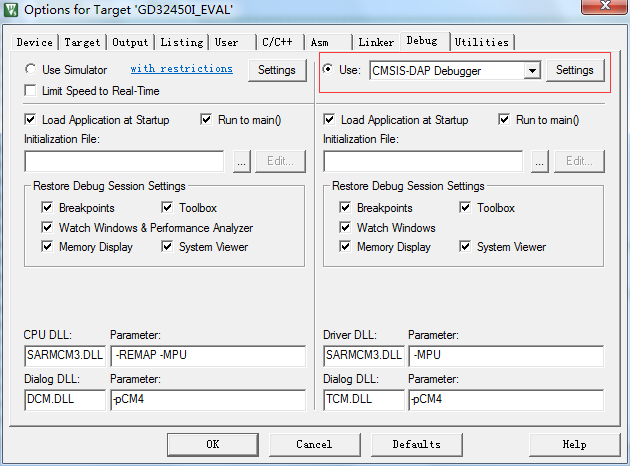 Options for Target 'GD32450I_EVAL'
Device Target Output Listing User C/C++ Asm Linker Debug Utilities
Use Simulator with restrictions Settings
Limit Speed to Real-Time
Load Application at Startup Run to main()
Initialization File:
... Edit...
Restore Debug Session Settings
Breakpoints Toolbox
Watch Windows & Performance Analyzer
Memory Display System Viewer
CPU DLL: Parameter:
SARMCM3.DLL -REMAP -MPU
Dialog DLL: Parameter:
DCM.DLL -pCM4
Use: CMSIS-DAP Debugger Settings
Load Application at Startup Run to main()
Initialization File:
... Edit...
Restore Debug Session Settings
Breakpoints Toolbox
Watch Windows
Memory Display System Viewer
Driver DLL: Parameter:
SARMCM3.DLL -MPU
Dialog DLL: Parameter:
TCM.DLL -pCM4
OK Cancel Defaults Help